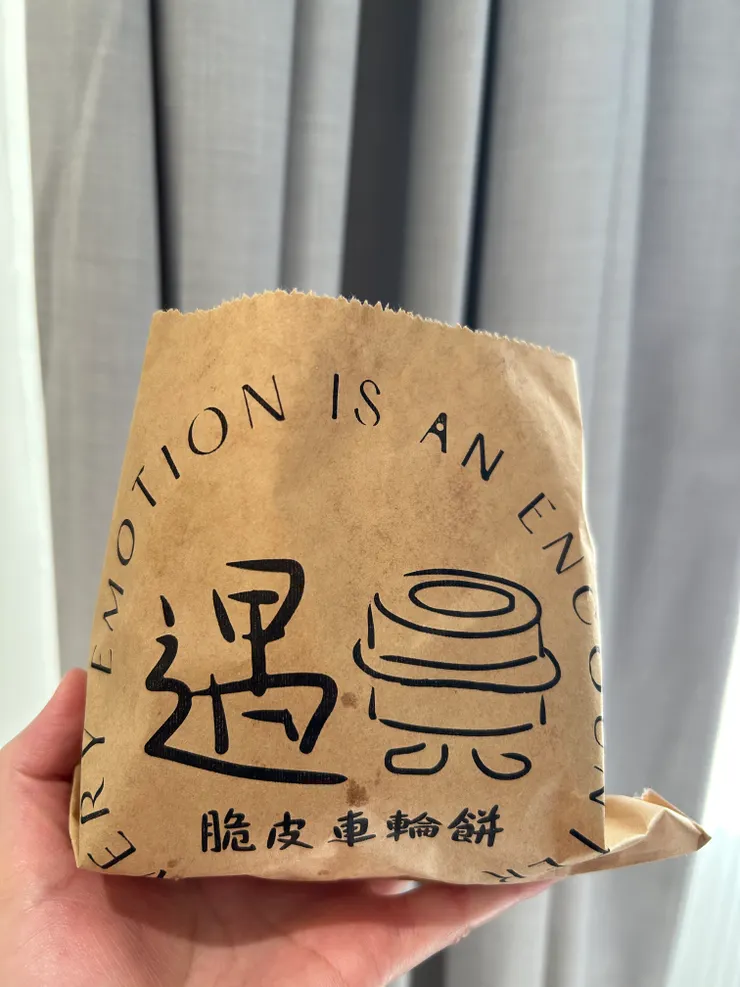 EVERY EMOTION IS AN ENCOUNTER
遇
脆皮車輪餅